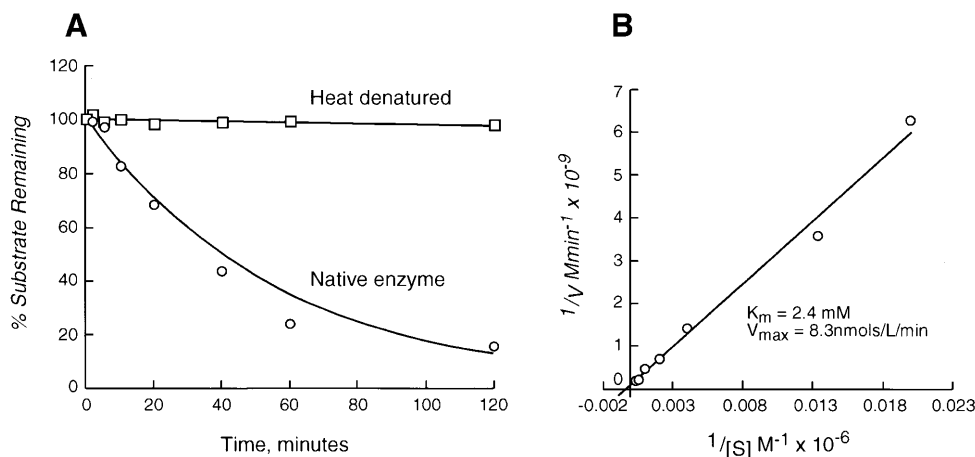 A
120
100
80
60
40
20
0
% Substrate Remaining
Heat denatured
Native enzyme
0 20 40 60 80 100 120
Time, minutes
B
7
6
5
4
3
2
1
0
1/V Mmin-1 x 10-9
Km = 2.4 mM
Vmax = 8.3nmols/L/min
-0.002 0.003 0.008 0.013 0.018 0.023
1/[S] M-1 x 10-6